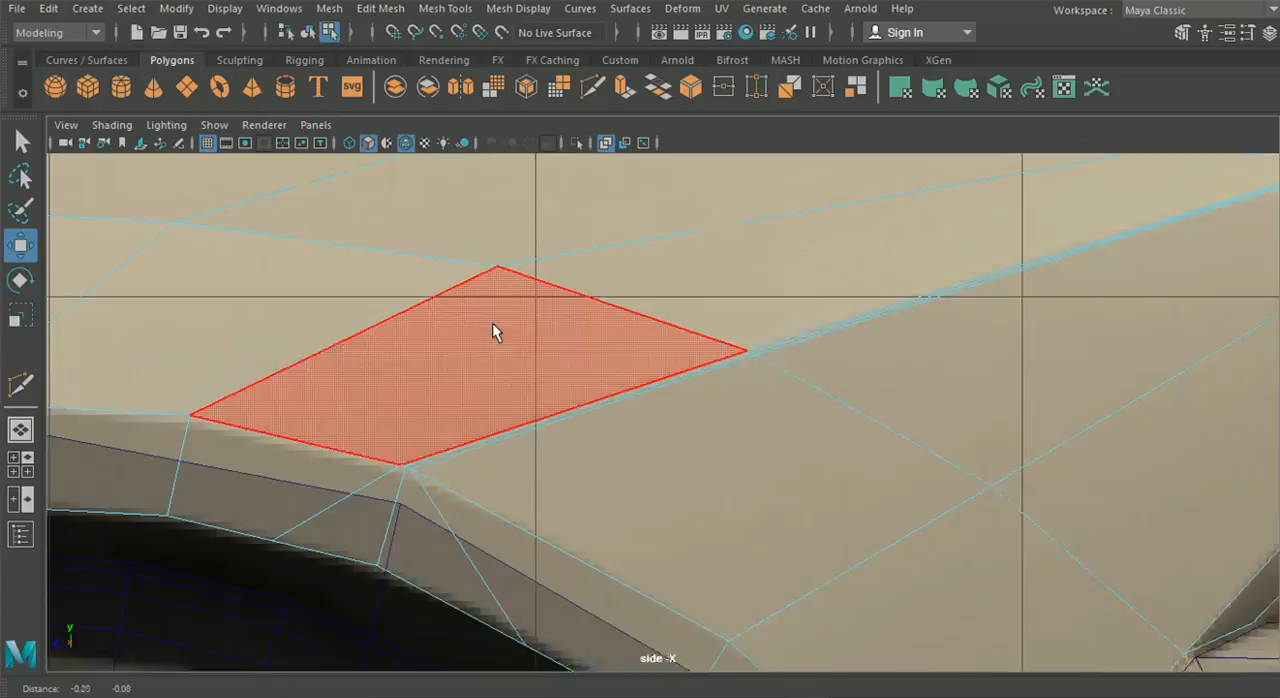 File Edit Create Select Modify Display Windows Mesh Edit Mesh Mesh Tools Mesh Display Curves Surfaces Deform UV Generate Cache Arnold Help Workspace : Maya Classic
Modeling No Live Surface Sign In
Curves / Surfaces Polygons Sculpting Rigging Animation Rendering FX FX Caching Custom Arnold Bifrost MASH Motion Graphics XGen
T SVG
View Shading Lighting Show Renderer Panels
y
side -X
Distance: -0.29 -0.08